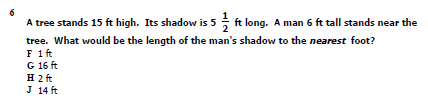 6
A tree stands 15 ft high. Its shadow is 5 1/2 ft long. A man 6 ft tall stands near the
tree. What would be the length of the man's shadow to the nearest foot?
F 1 ft
G 16 ft
H 2 ft
J 14 ft